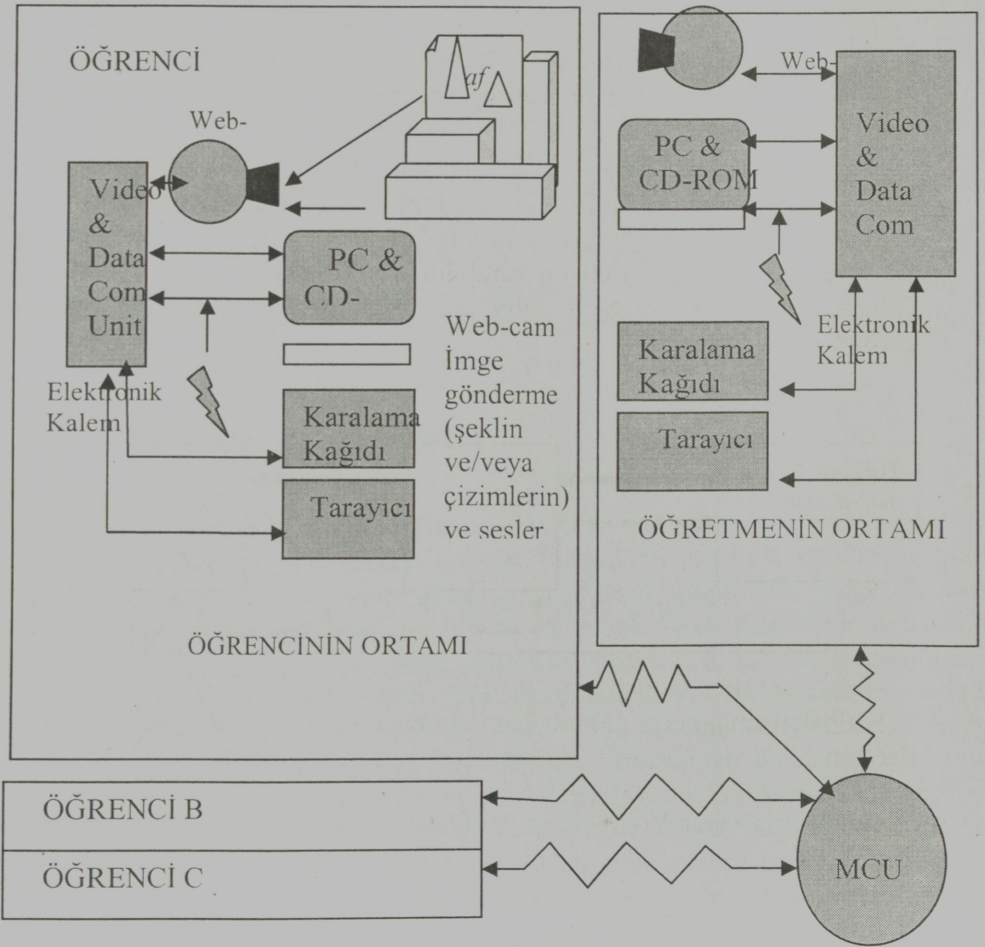 ÖĞRENCİ
Web-
af
Video
&
Data
Com
Unit
PC &
CD-
Elektronik
Kalem
Karalama
Kağıdı
Tarayıcı
Web-cam
İmge
gönderme
(şeklin
ve/veya
çizimlerin)
ve sesler
ÖĞRENCİNİN ORTAMI
Web-
Video
&
Data
Com
PC &
CD-ROM
Elektronik
Kalem
Karalama
Kağıdı
Tarayıcı
ÖĞRETMENİN ORTAMI
ÖĞRENCİ B
ÖĞRENCİ C
MCU